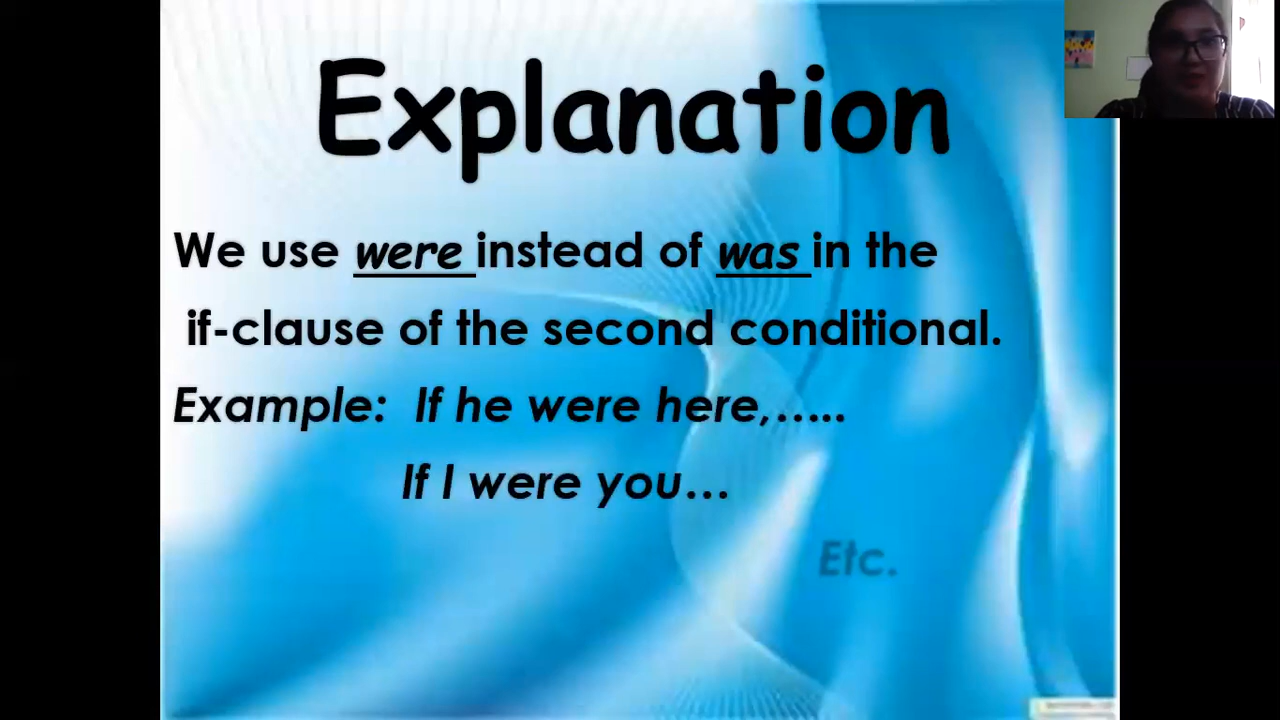 Explanation
We use were instead of was in the
if-clause of the second conditional.
Example: If he were here,.....
If I were you...
Etc.